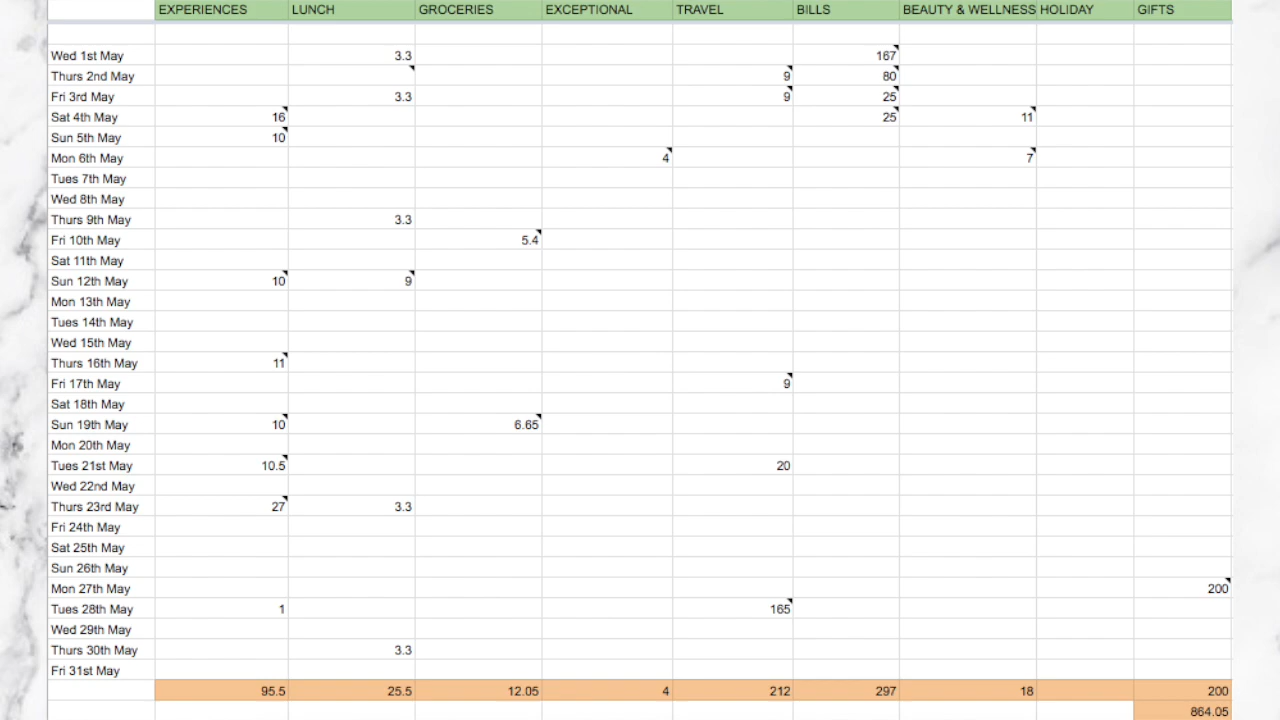 EXPERIENCES LUNCH GROCERIES EXCEPTIONAL TRAVEL BILLS BEAUTY & WELLNESS HOLIDAY GIFTS
Wed 1st May 3.3 167
Thurs 2nd May 9 80
Fri 3rd May 3.3 9 25
Sat 4th May 16 25 11
Sun 5th May 10
Mon 6th May 4 7
Tues 7th May
Wed 8th May
Thurs 9th May 3.3
Fri 10th May 5.4
Sat 11th May
Sun 12th May 10 9
Mon 13th May
Tues 14th May
Wed 15th May
Thurs 16th May 11
Fri 17th May 9
Sat 18th May
Sun 19th May 10 6.65
Mon 20th May
Tues 21st May 10.5 20
Wed 22nd May
Thurs 23rd May 27 3.3
Fri 24th May
Sat 25th May
Sun 26th May
Mon 27th May 200
Tues 28th May 1 165
Wed 29th May
Thurs 30th May 3.3
Fri 31st May
95.5 25.5 12.05 4 212 297 18 200
864.05